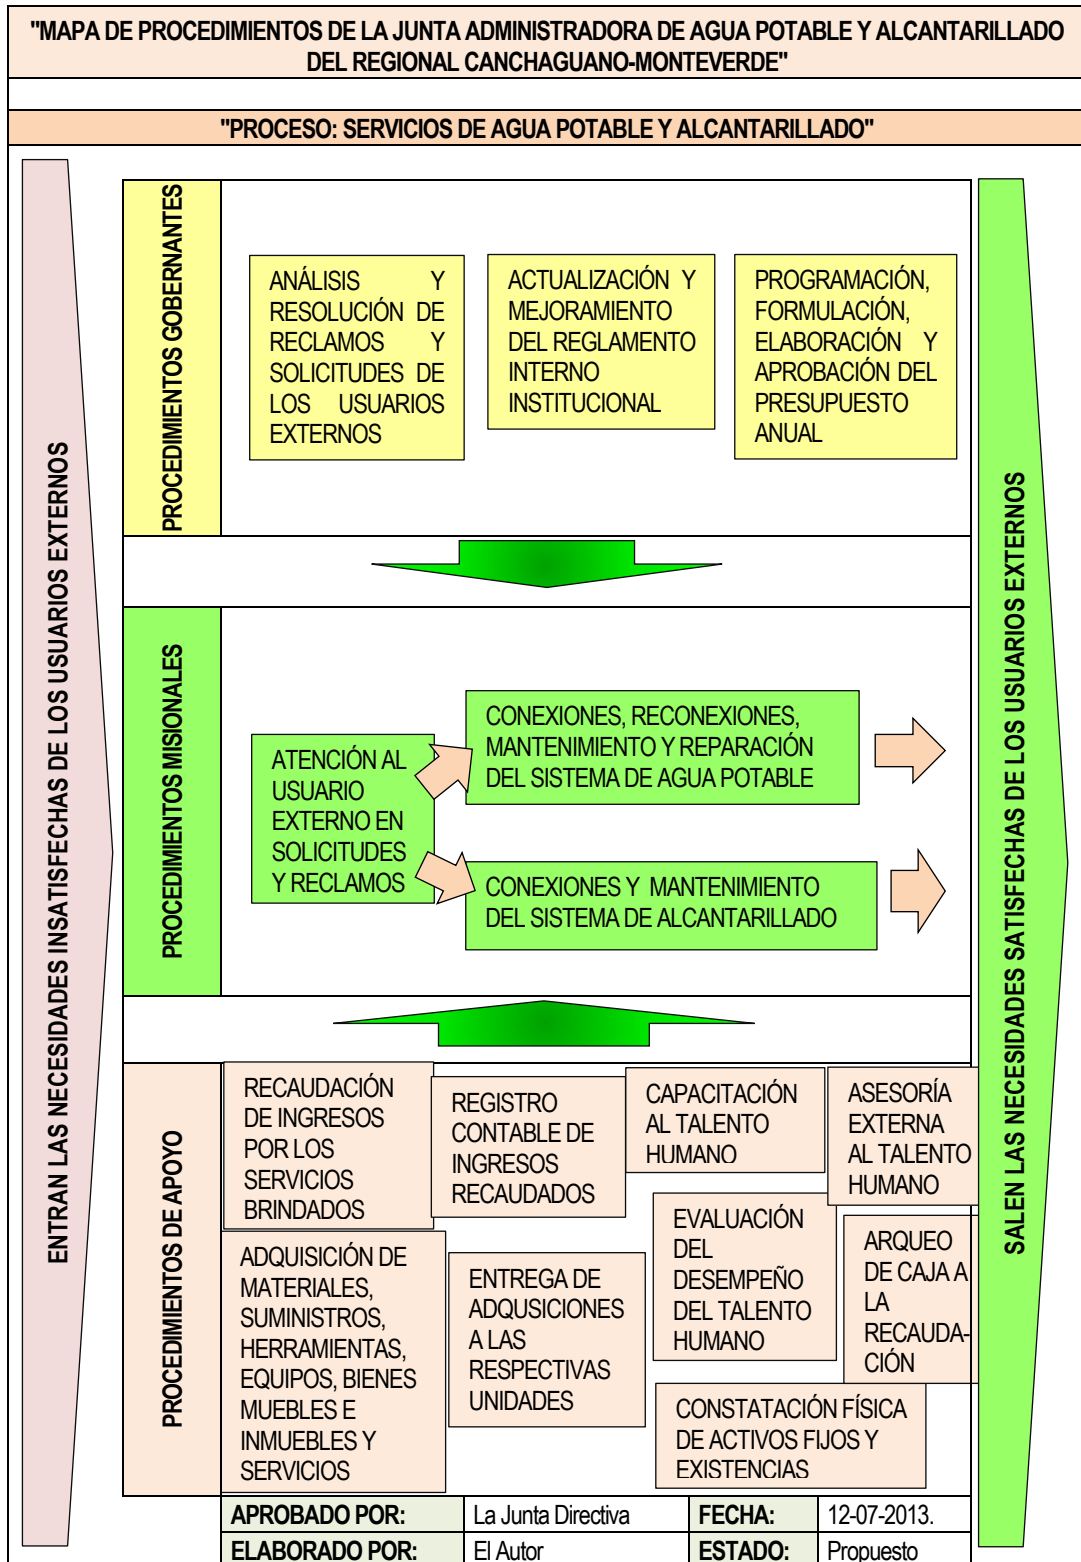 "MAPA DE PROCEDIMIENTOS DE LA JUNTA ADMINISTRADORA DE AGUA POTABLE Y ALCANTARILLADO
DEL REGIONAL CANCHAGUANO-MONTEVERDE"
"PROCESO: SERVICIOS DE AGUA POTABLE Y ALCANTARILLADO"
ENTRAN LAS NECESIDADES INSATISFECHAS DE LOS USUARIOS EXTERNOS
PROCEDIMIENTOS GOBERNANTES
ANÁLISIS Y
RESOLUCIÓN DE
RECLAMOS Y
SOLICITUDES DE
LOS USUARIOS
EXTERNOS
ACTUALIZACIÓN Y
MEJORAMIENTO
DEL REGLAMENTO
INTERNO
INSTITUCIONAL
PROGRAMACIÓN,
FORMULACIÓN,
ELABORACIÓN Y
APROBACIÓN DEL
PRESUPUESTO
ANUAL
PROCEDIMIENTOS MISIONALES
ATENCIÓN AL
USUARIO
EXTERNO EN
SOLICITUDES
Y RECLAMOS
CONEXIONES, RECONEXIONES,
MANTENIMIENTO Y REPARACIÓN
DEL SISTEMA DE AGUA POTABLE
CONEXIONES Y MANTENIMIENTO
DEL SISTEMA DE ALCANTARILLADO
PROCEDIMIENTOS DE APOYO
RECAUDACIÓN
DE INGRESOS
POR LOS
SERVICIOS
BRINDADOS
REGISTRO
CONTABLE DE
INGRESOS
RECAUDADOS
CAPACITACIÓN
AL TALENTO
HUMANO
ASESORÍA
EXTERNA
AL TALENTO
HUMANO
ADQUISICIÓN DE
MATERIALES,
SUMINISTROS,
HERRAMIENTAS,
EQUIPOS, BIENES
MUEBLES E
INMUEBLES Y
SERVICIOS
ENTREGA DE
ADQUSICIONES
A LAS
RESPECTIVAS
UNIDADES
EVALUACIÓN
DEL
DESEMPEÑO
DEL TALENTO
HUMANO
ARQUEO
DE CAJA A
LA
RECAUDA-
CIÓN
CONSTATACIÓN FÍSICA
DE ACTIVOS FIJOS Y
EXISTENCIAS
SALEN LAS NECESIDADES SATISFECHAS DE LOS USUARIOS EXTERNOS
APROBADO POR: La Junta Directiva FECHA: 12-07-2013.
ELABORADO POR: El Autor ESTADO: Propuesto